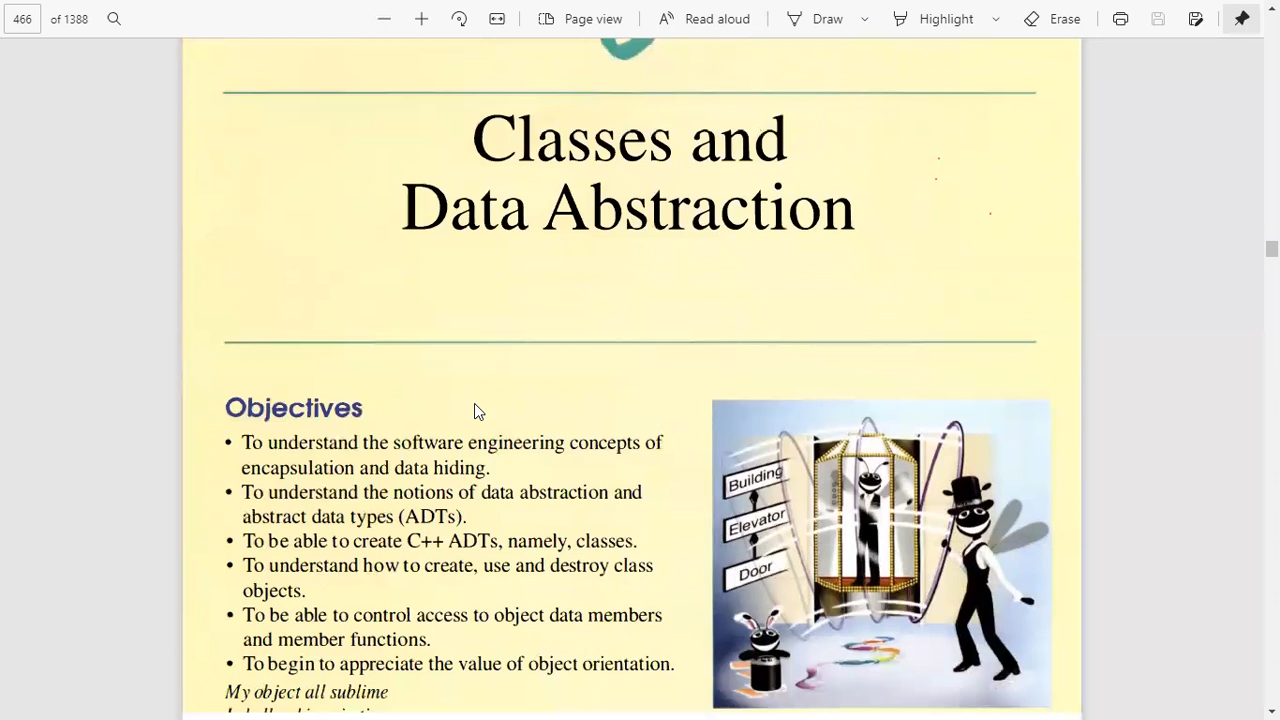 466 of 1388 Page view Read aloud Draw Highlight Erase
Classes and
Data Abstraction
Objectives
• To understand the software engineering concepts of
encapsulation and data hiding.
• To understand the notions of data abstraction and
abstract data types (ADTs).
• To be able to create C++ ADTs, namely, classes.
• To understand how to create, use and destroy class
objects.
• To be able to control access to object data members
and member functions.
• To begin to appreciate the value of object orientation.
My object all sublime
Building
Elevator
Door